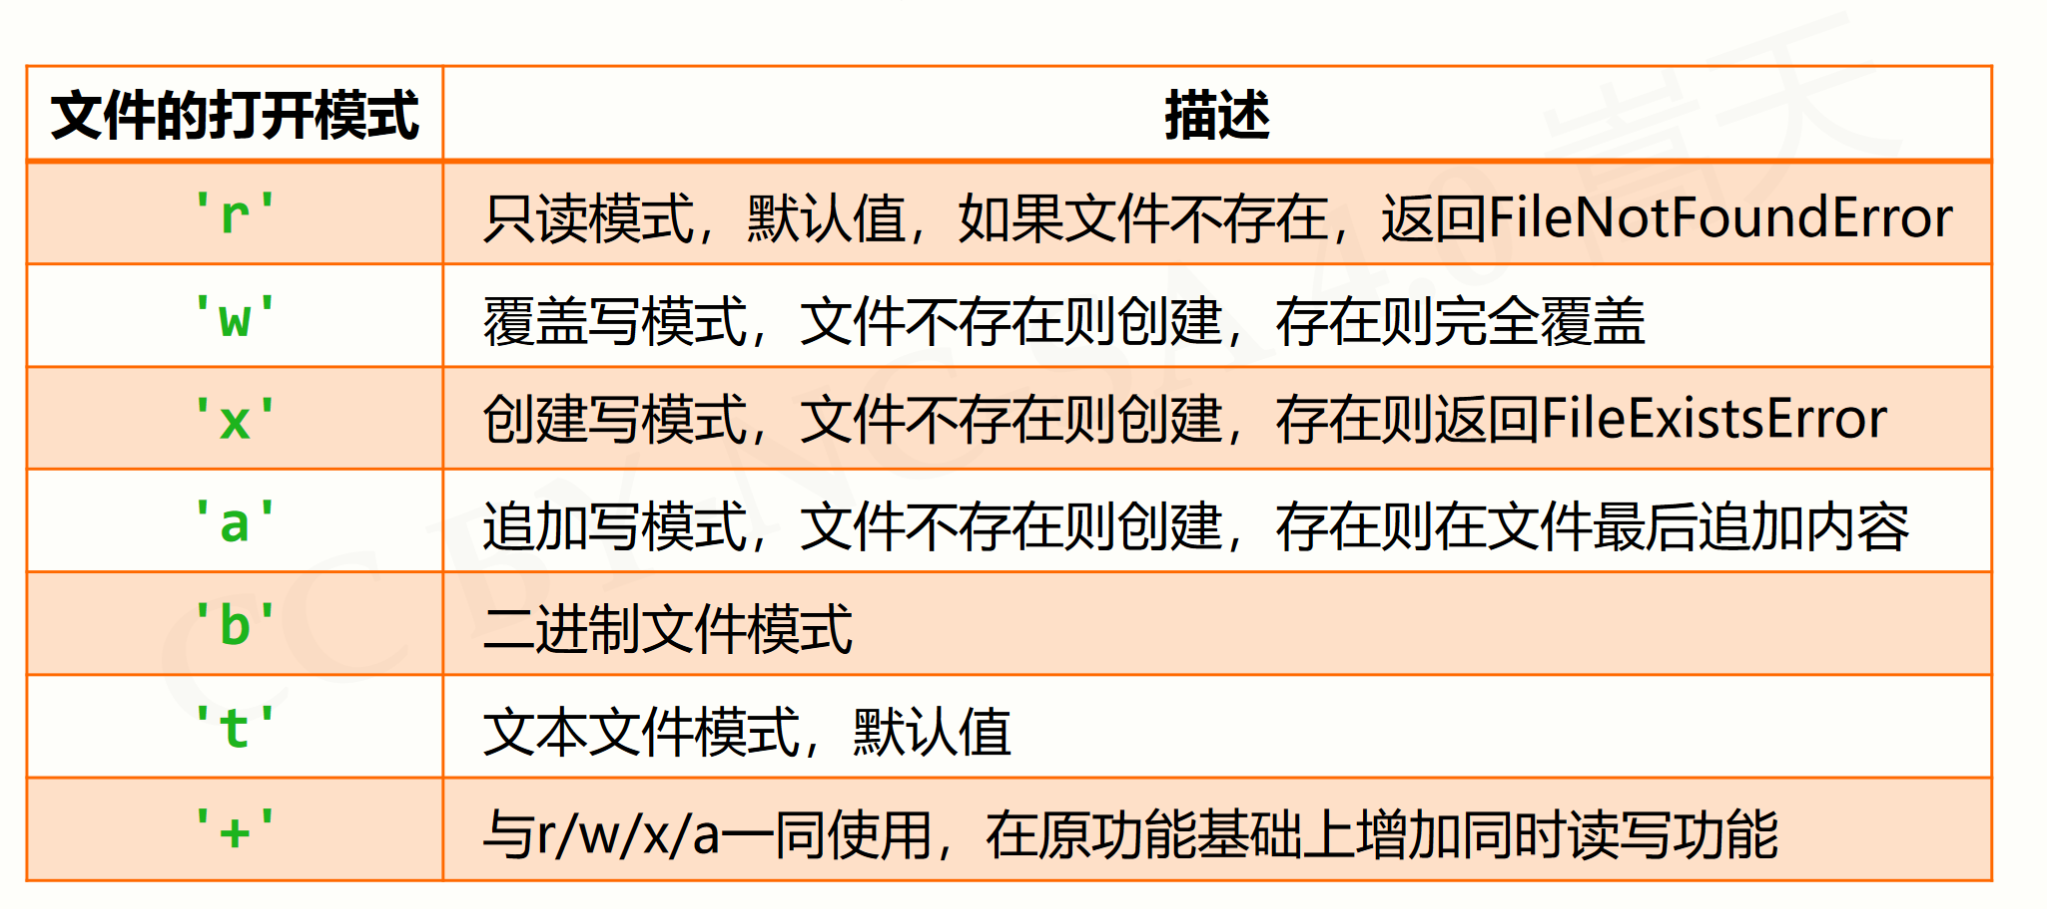 文件的打开模式 描述
'r' 只读模式，默认值，如果文件不存在，返回FileNotFoundError
'w' 覆盖写模式，文件不存在则创建，存在则完全覆盖
'x' 创建写模式，文件不存在则创建，存在则返回FileExistsError
'a' 追加写模式，文件不存在则创建，存在则在文件最后追加内容
'b' 二进制文件模式
't' 文本文件模式，默认值
'+' 与r/w/x/a一同使用，在原功能基础上增加同时读写功能
CC BY-NC-SA 4.0 嵩天